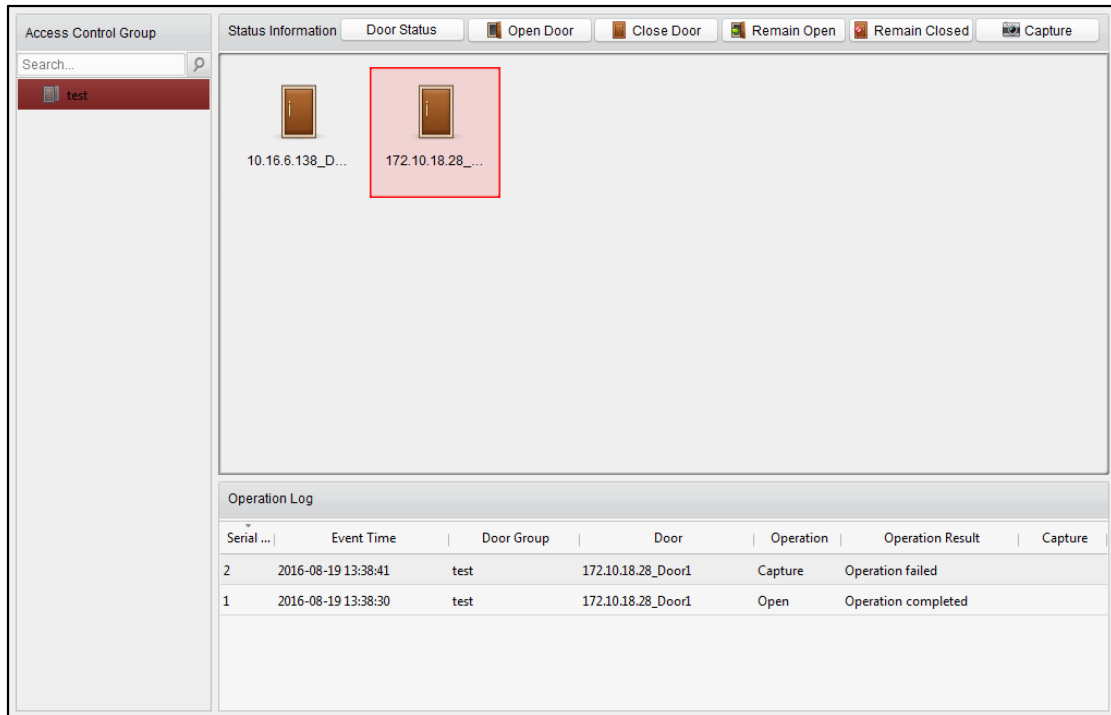 Access Control Group
Search...
test
Status Information Door Status Open Door Close Door Remain Open Remain Closed Capture
10.16.6.138_D... 172.10.18.28_...
Operation Log
Serial ... Event Time Door Group Door Operation Operation Result Capture
2 2016-08-19 13:38:41 test 172.10.18.28_Door1 Capture Operation failed
1 2016-08-19 13:38:30 test 172.10.18.28_Door1 Open Operation completed